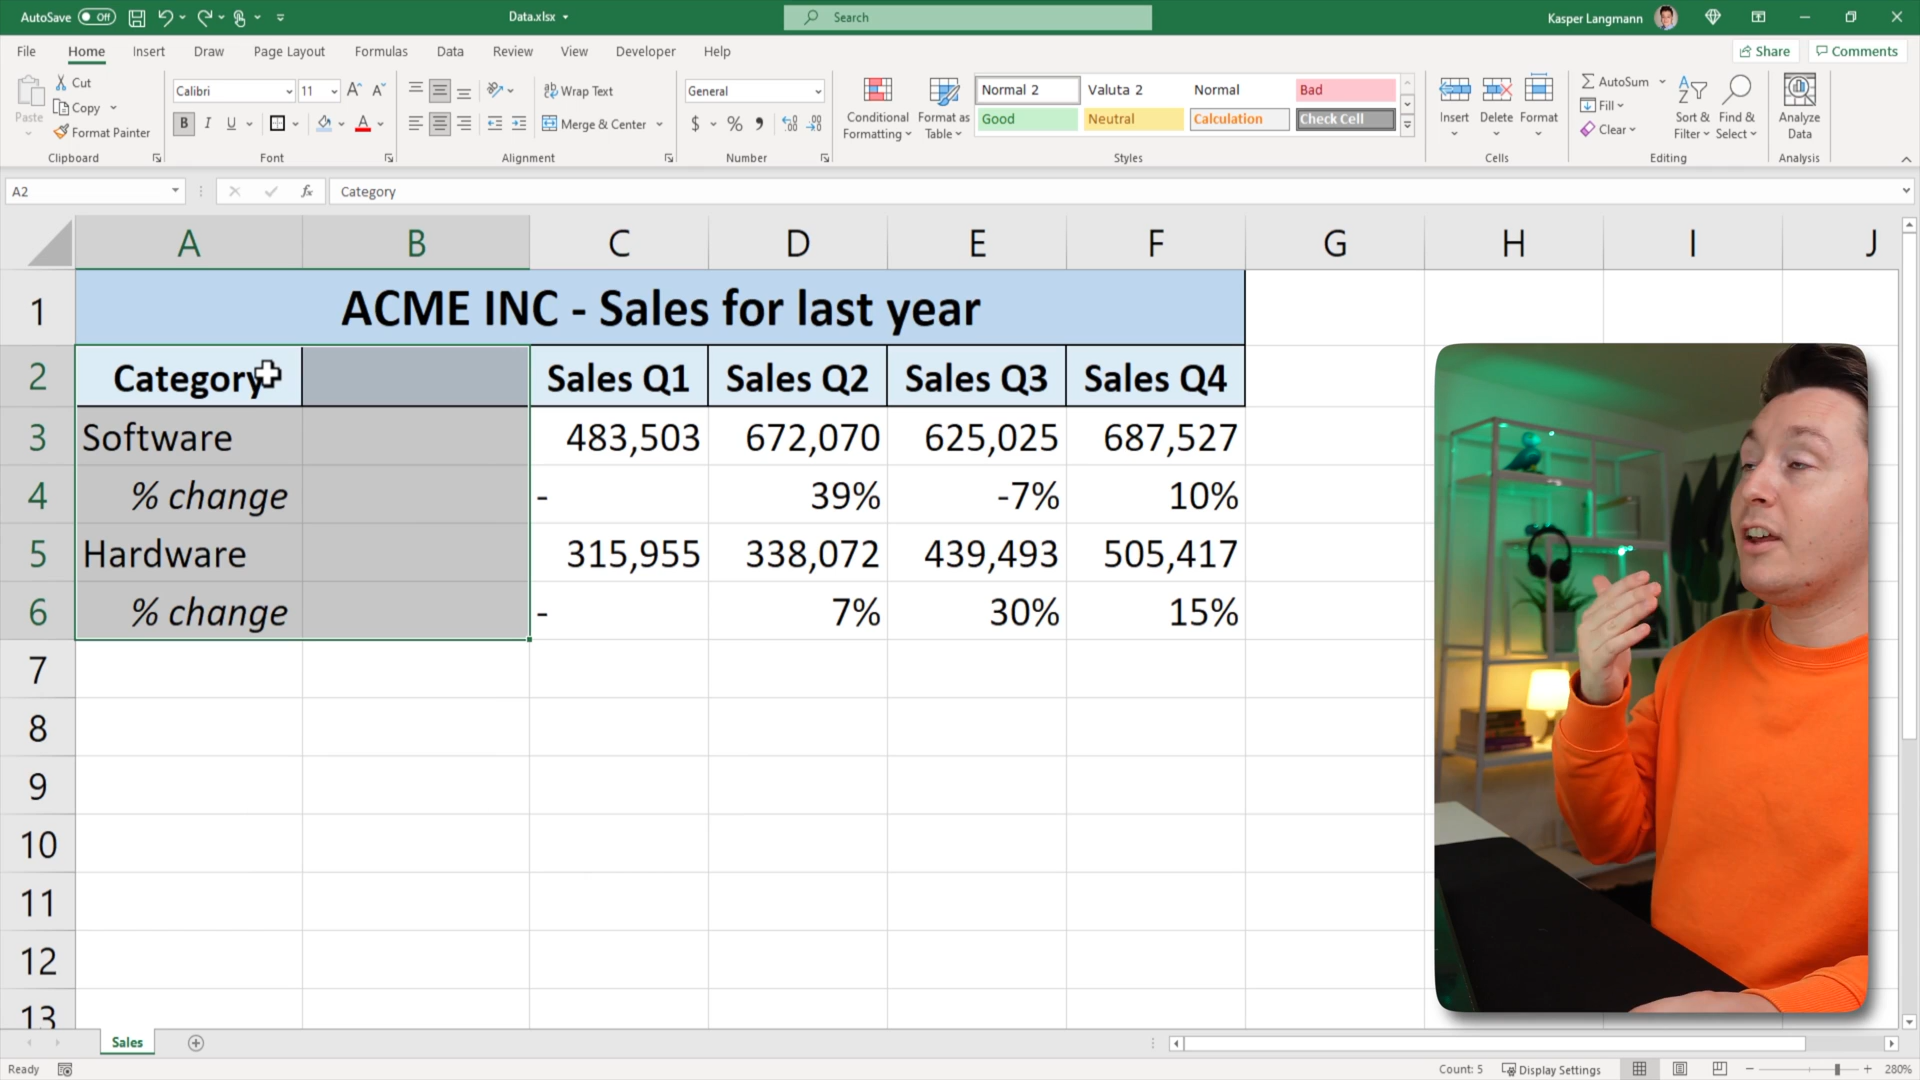 AutoSave Off Data.xlsx Search Kasper Langmann
File Home Insert Draw Page Layout Formulas Data Review View Developer Help Share Comments
Paste Cut Copy Format Painter Clipboard
Calibri 11 A A B I U A Font
Wrap Text Merge & Center Alignment
General $ % 9 Number
Conditional Formatting Format as Table Normal 2 Valuta 2 Normal Bad
Good Neutral Calculation Check Cell Styles
Insert Delete Format Cells
AutoSum Fill Clear Sort & Filter Find & Select Editing
Analyze Data Analysis
A2 fx Category
A B C D E F G H I J
1 ACME INC - Sales for last year
2 Category Sales Q1 Sales Q2 Sales Q3 Sales Q4
3 Software 483,503 672,070 625,025 687,527
4 % change - 39% -7% 10%
5 Hardware 315,955 338,072 439,493 505,417
6 % change - 7% 30% 15%
7
8
9
10
11
12
13
Sales
Ready Count: 5 Display Settings 280%